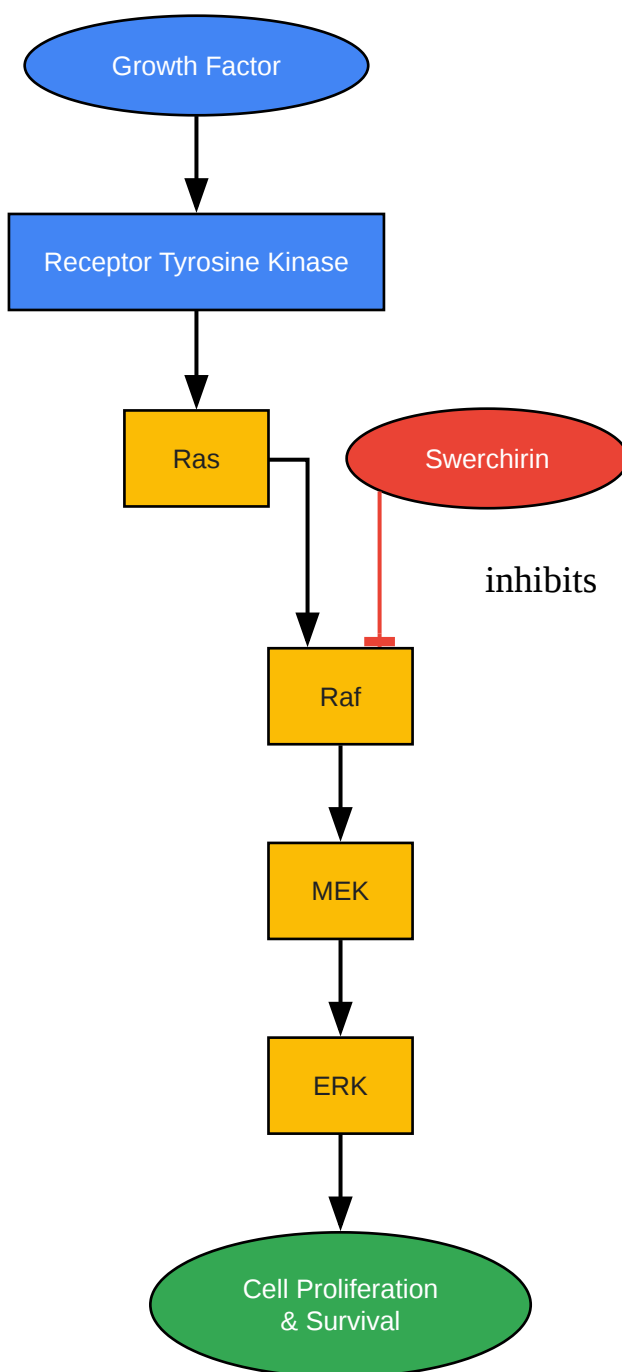 Growth Factor
Receptor Tyrosine Kinase
Ras
Swerchirin
inhibits
Raf
MEK
ERK
Cell Proliferation
& Survival